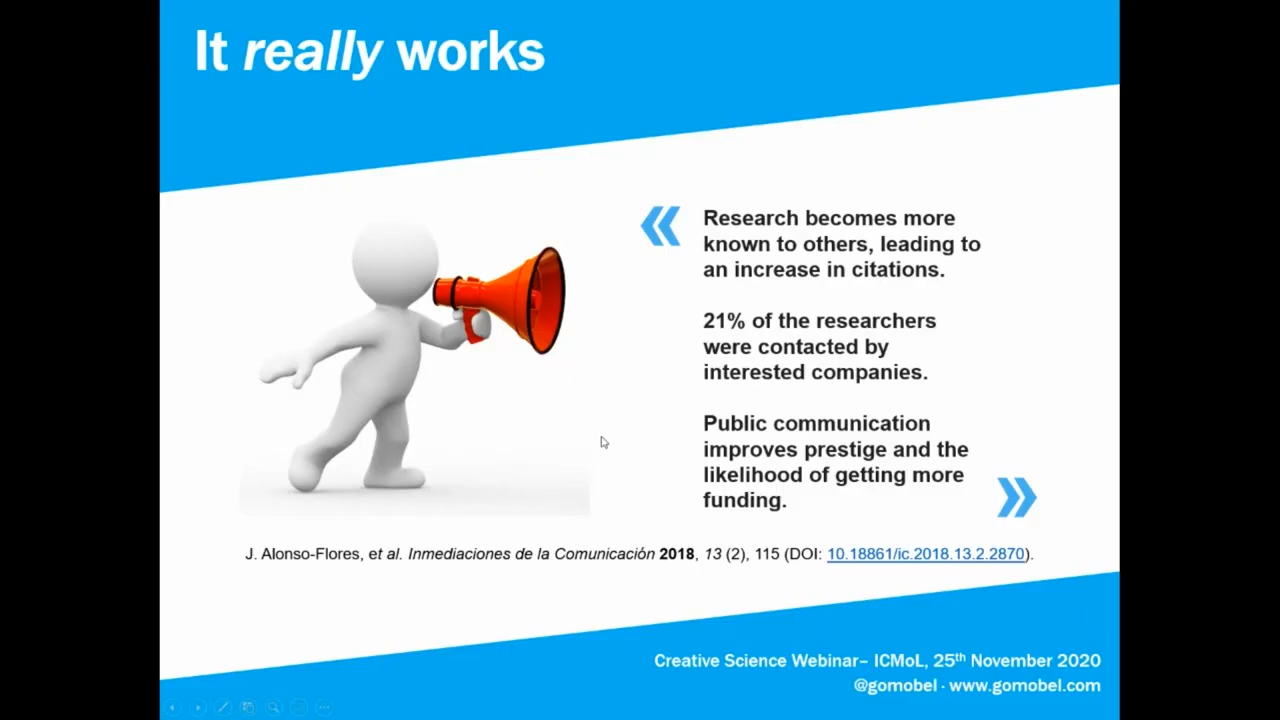 It really works
Research becomes more
known to others, leading to
an increase in citations.
21% of the researchers
were contacted by
interested companies.
Public communication
improves prestige and the
likelihood of getting more
funding.
J. Alonso-Flores, et al. Inmediaciones de la Comunicación 2018, 13 (2), 115 (DOI: 10.18861/ic.2018.13.2.2870).
Creative Science Webinar– ICMoL, 25th November 2020
@gomobel · www.gomobel.com